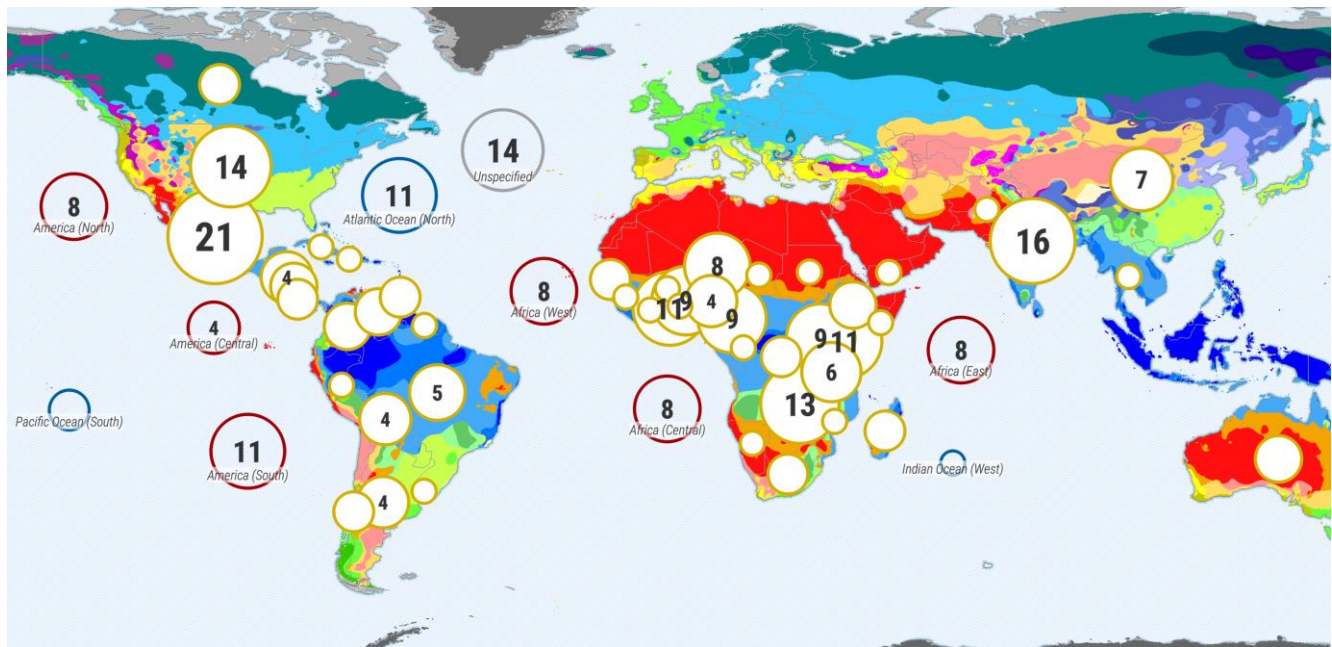 14
Unspecified
14
11
Atlantic Ocean (North)
7
8
America (North)
21
16
4
8
8
Africa (West)
11
9
4
9
4
America (Central)
9
11
8
Africa (East)
6
5
13
8
Africa (Central)
4
Pacific Ocean (South)
11
America (South)
Indian Ocean (West)
4